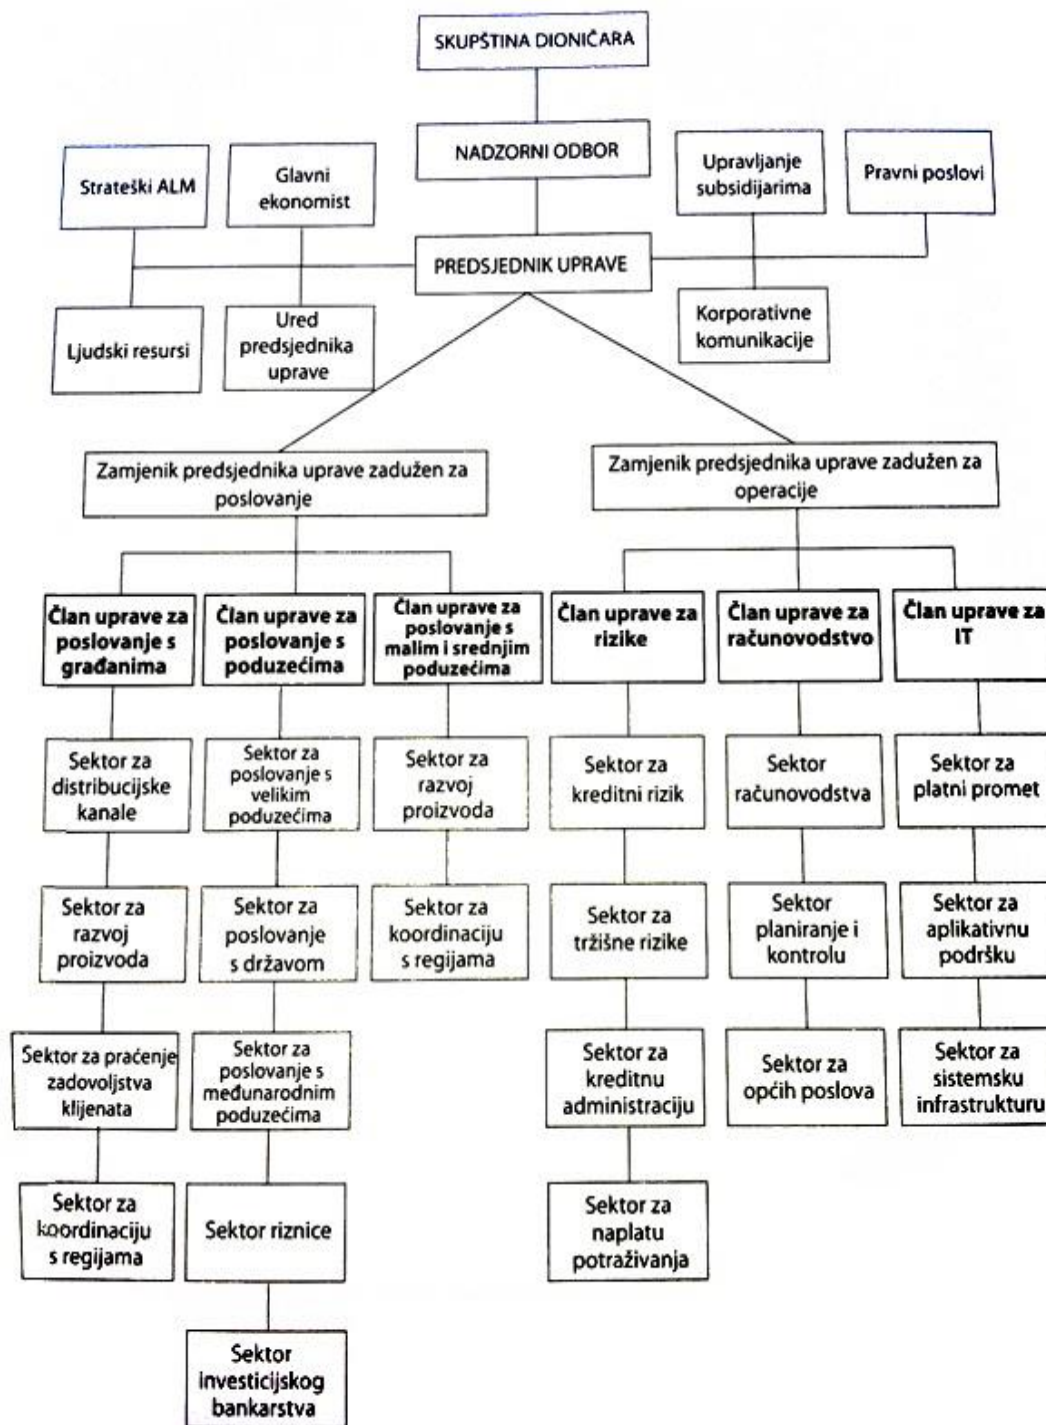 SKUPŠTINA DIONIČARA
NADZORNI ODBOR
Strateški ALM
Glavni
ekonomist
Upravljanje
subsidijarima
Pravni poslovi
PREDSJEDNIK UPRAVE
Ljudski resursi
Ured
predsjednika
uprave
Korporativne
komunikacije
Zamjenik predsjednika uprave zadužen za
poslovanje
Zamjenik predsjednika uprave zadužen za
operacije
Član uprave za
poslovanje s
građanima
Član uprave za
poslovanje s
poduzećima
Član uprave za
poslovanje s
malim i srednjim
poduzećima
Član uprave za
rizike
Član uprave za
računovodstvo
Član uprave za
IT
Sektor za
distribucijske
kanale
Sektor za
poslovanje s
velikim
poduzećima
Sektor za
razvoj
proizvoda
Sektor za
kreditni rizik
Sektor
računovodstva
Sektor za
platni promet
Sektor za
razvoj
proizvoda
Sektor za
poslovanje
s državom
Sektor za
koordinaciju
s regijama
Sektor za
tržišne rizike
Sektor
planiranje i
kontrolu
Sektor za
aplikativnu
podršku
Sektor za praćenje
zadovoljstva
klijenata
Sektor za
poslovanje s
međunarodnim
poduzećima
Sektor za
kreditnu
administraciju
Sektor za
općih poslova
Sektor za
sistemsku
infrastrukturu
Sektor za
koordinaciju
s regijama
Sektor riznice
Sektor za
naplatu
potraživanja
Sektor
investicijskog
bankarstva